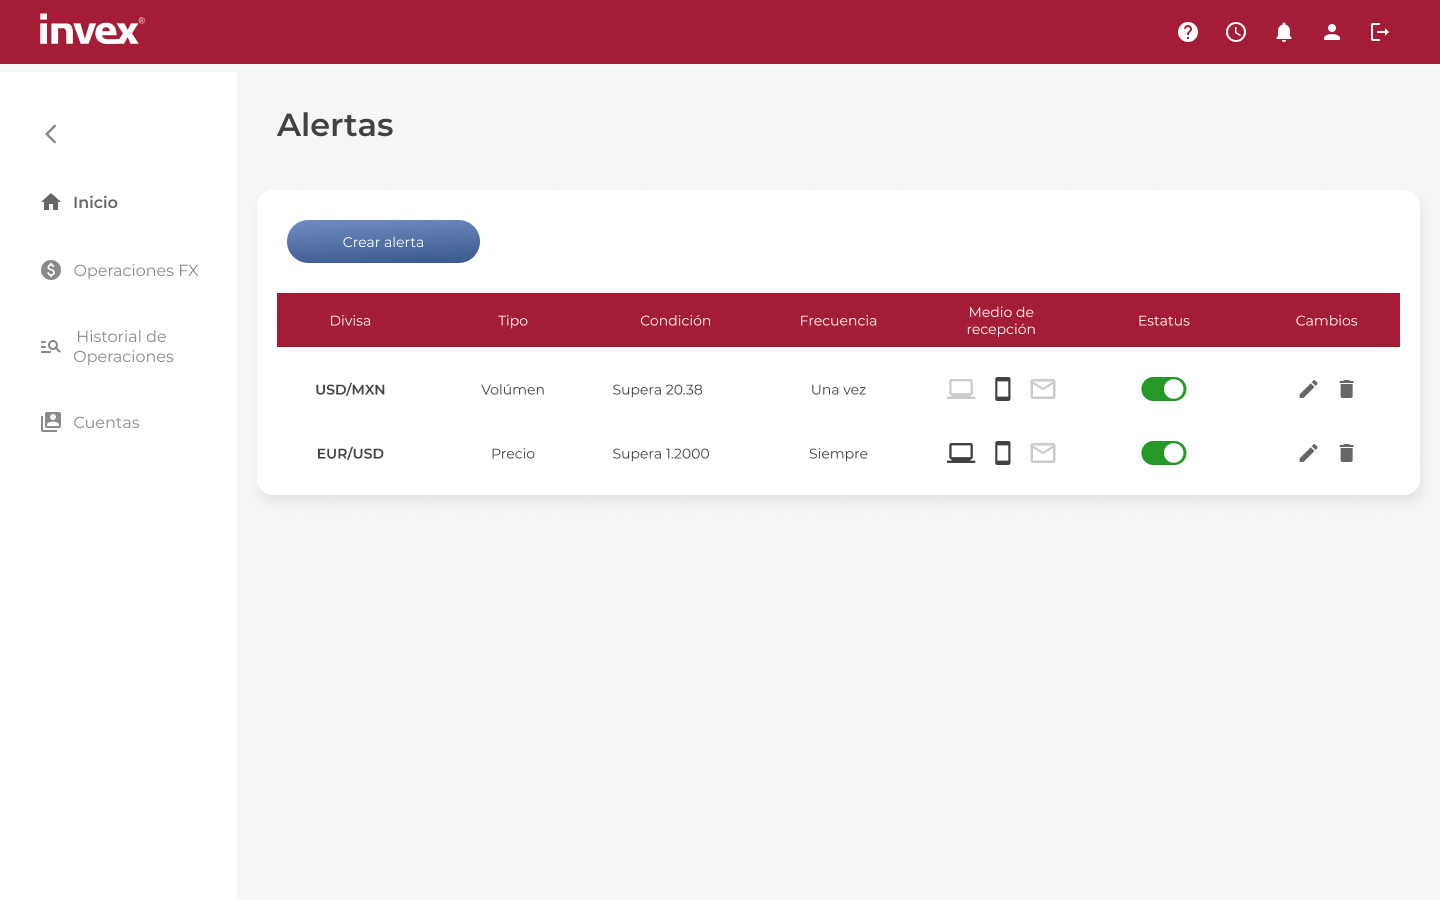 invex®
Alertas
Inicio
Operaciones FX
Historial de
Operaciones
Cuentas
Crear alerta
Divisa Tipo Condición Frecuencia Medio de recepción Estatus Cambios
USD/MXN Volúmen Supera 20.38 Una vez
EUR/USD Precio Supera 1.2000 Siempre